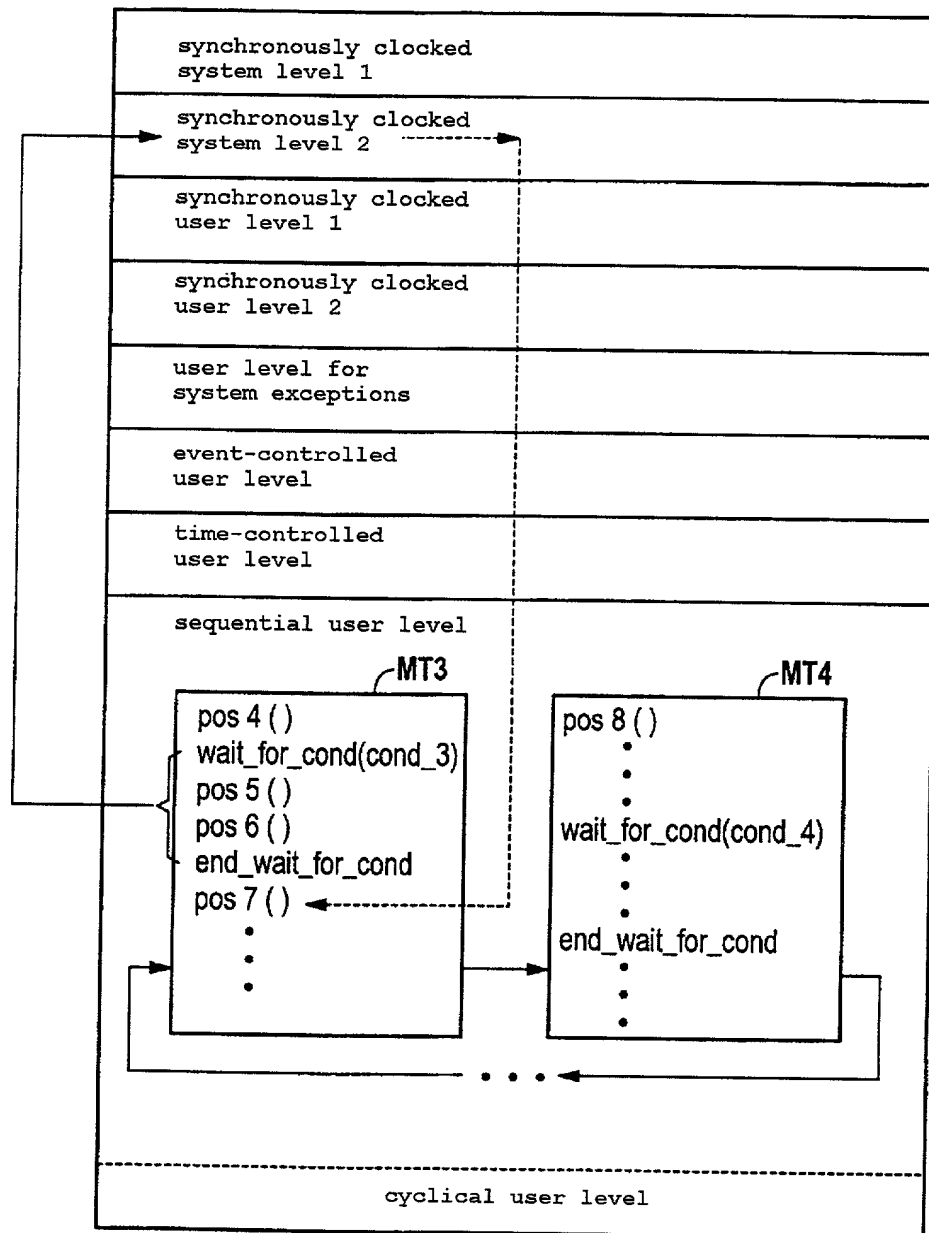 synchronously clocked
system level 1
synchronously clocked
system level 2
synchronously clocked
user level 1
synchronously clocked
user level 2
user level for
system exceptions
event-controlled
user level
time-controlled
user level
sequential user level
MT3
pos 4 ( )
wait_for_cond(cond_3)
pos 5 ( )
pos 6 ( )
end_wait_for_cond
pos 7 ( )
MT4
pos 8 ( )
wait_for_cond(cond_4)
end_wait_for_cond
cyclical user level